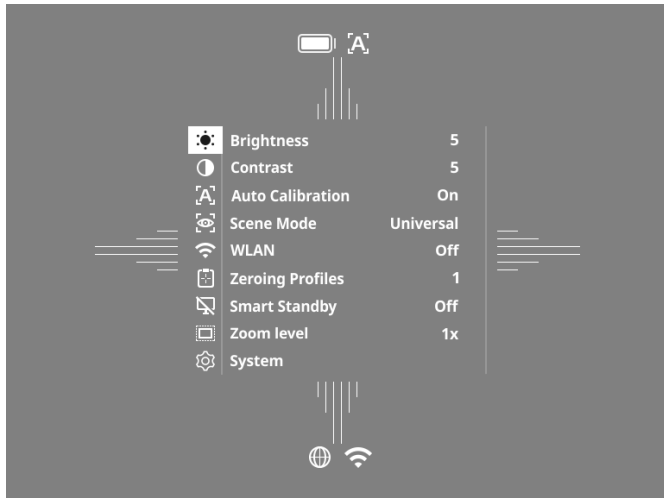 [A]
Brightness 5
Contrast 5
[A] Auto Calibration On
Scene Mode Universal
WLAN Off
Zeroing Profiles 1
Smart Standby Off
Zoom level 1x
System